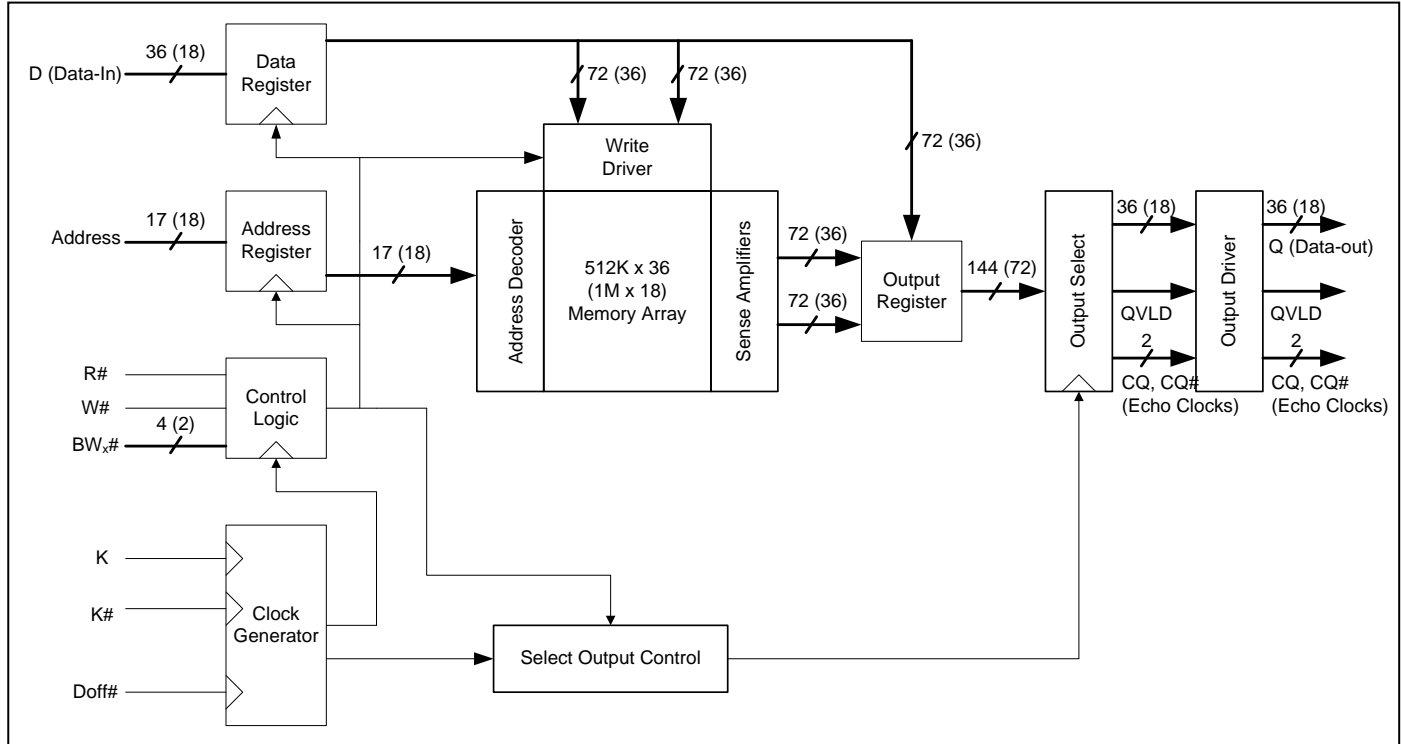 36 (18)
D (Data-In)
Data
Register
72 (36)
72 (36)
72 (36)
Write
Driver
17 (18)
Address
Address
Register
17 (18)
Address Decoder
512K x 36
(1M x 18)
Memory Array
Sense Amplifiers
72 (36)
72 (36)
Output
Register
144 (72)
Output Select
36 (18)
QVLD
2
CQ, CQ#
(Echo Clocks)
Output Driver
36 (18)
Q (Data-out)
QVLD
2
CQ, CQ#
(Echo Clocks)
R#
W#
4 (2)
BWx#
Control
Logic
K
K#
Doff#
Clock
Generator
Select Output Control